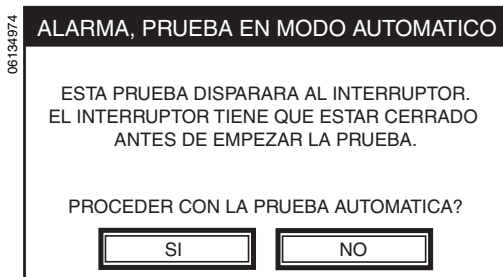 06134974
ALARMA, PRUEBA EN MODO AUTOMATICO
ESTA PRUEBA DISPARARA AL INTERRUPTOR.
EL INTERRUPTOR TIENE QUE ESTAR CERRADO
ANTES DE EMPEZAR LA PRUEBA.
PROCEDER CON LA PRUEBA AUTOMATICA?
SI
NO